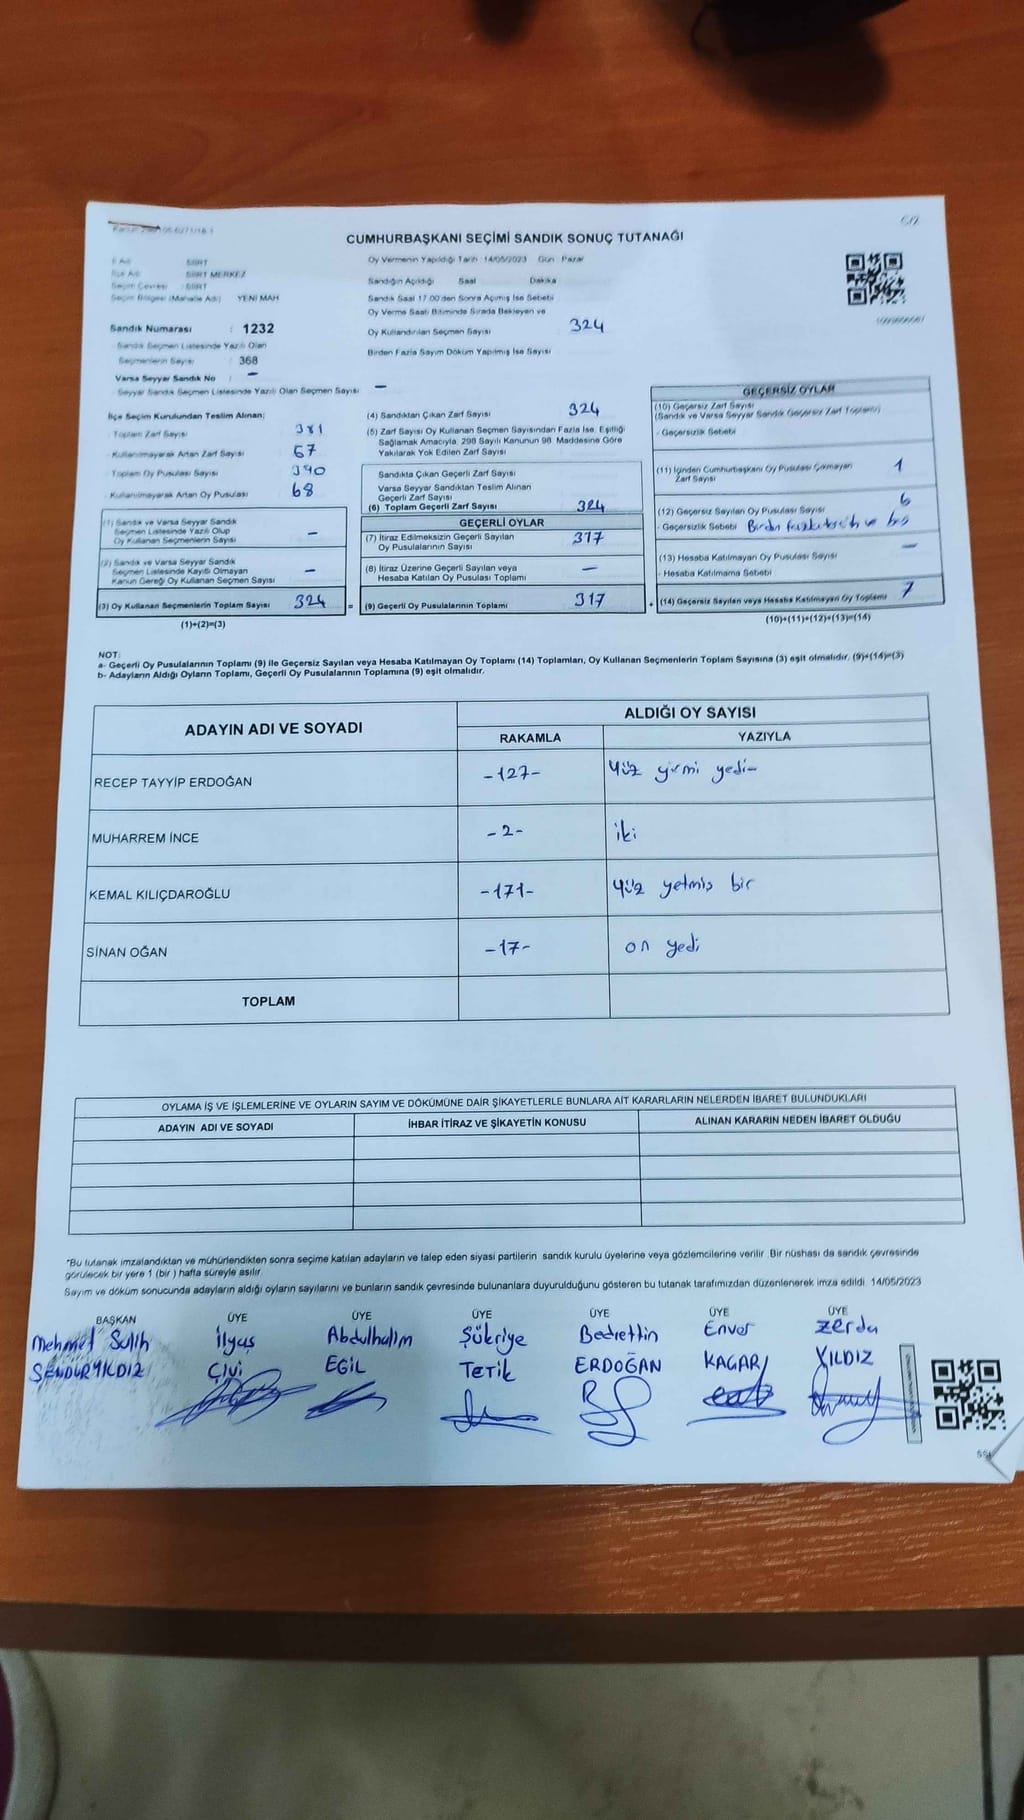 CUMHURBAŞKANI SEÇİMİ SANDIK SONUÇ TUTANAĞI
İl Adı : SİİRT
İlçe Adı : SİİRT MERKEZ
Seçim Çevresi : SİİRT
Seçim Bölgesi (Mahalle Adı) YENİ MAH
Sandık Numarası : 1232
Sandık Seçmen Listesinde Yazılı Olan
Seçmenlerin Sayısı : 368
Varsa Seyyar Sandık No : -
Seyyar Sandık Seçmen Listesinde Yazılı Olan Seçmen Sayısı -
Oy Vermenin Yapıldığı Tarih 14/05/2023 Gün Pazar
Sandığın Açıldığı Saat Dakika
Sandık Saat 17.00'den Sonra Açılmış İse Sebebi
Oy Verme Saati Bitiminde Sırada Bekleyen ve
Oy Kullandırılan Seçmen Sayısı 324
Birden Fazla Sayım Döküm Yapılmış İse Sayısı
İlçe Seçim Kurulundan Teslim Alınan;
Toplam Zarf Sayısı 391
Kullanılmayarak Artan Zarf Sayısı 67
Toplam Oy Pusulası Sayısı 390
Kullanılmayarak Artan Oy Pusulası 68
(1) Sandık ve Varsa Seyyar Sandık
Seçmen Listesinde Yazılı Olup
Oy Kullanan Seçmenlerin Sayısı -
(2) Sandık ve Varsa Seyyar Sandık
Seçmen Listesinde Kayıtlı Olmayan
Kanun Gereği Oy Kullanan Seçmen Sayısı -
(3) Oy Kullanan Seçmenlerin Toplam Sayısı 324 =
(1)+(2)=(3)
(4) Sandıktan Çıkan Zarf Sayısı 324
(5) Zarf Sayısı Oy Kullanan Seçmen Sayısından Fazla İse, Eşitliği
Sağlamak Amacıyla, 298 Sayılı Kanunun 98. Maddesine Göre
Yakılarak Yok Edilen Zarf Sayısı
Sandıkta Çıkan Geçerli Zarf Sayısı
Varsa Seyyar Sandıktan Teslim Alınan
Geçerli Zarf Sayısı
(6) Toplam Geçerli Zarf Sayısı 324
GEÇERLİ OYLAR
(7) İtiraz Edilmeksizin Geçerli Sayılan
Oy Pusulalarının Sayısı 317
(8) İtiraz Üzerine Geçerli Sayılan veya
Hesaba Katılan Oy Pusulası Toplamı -
(9) Geçerli Oy Pusulalarının Toplamı 317 +
GEÇERSİZ OYLAR
(10) Geçersiz Zarf Sayısı
(Sandık ve Varsa Seyyar Sandık Geçersiz Zarf Toplamı)
- Geçersizlik Sebebi
(11) İçinden Cumhurbaşkanı Oy Pusulası Çıkmayan
Zarf Sayısı 1
(12) Geçersiz Sayılan Oy Pusulası Sayısı 6
- Geçersizlik Sebebi
(13) Hesaba Katılmayan Oy Pusulası Sayısı -
- Hesaba Katılmama Sebebi
(14) Geçersiz Sayılan veya Hesaba Katılmayan Oy Toplamı 7
(10)+(11)+(12)+(13)=(14)
NOT:
a- Geçerli Oy Pusulalarının Toplamı (9) ile Geçersiz Sayılan veya Hesaba Katılmayan Oy Toplamı (14) Toplamları, Oy Kullanan Seçmenlerin Toplam Sayısına (3) eşit olmalıdır. (9)+(14)=(3)
b- Adayların Aldığı Oyların Toplamı, Geçerli Oy Pusulalarının Toplamına (9) eşit olmalıdır.
ADAYIN ADI VE SOYADI ALDIĞI OY SAYISI
RAKAMLA YAZIYLA
RECEP TAYYİP ERDOĞAN -127- Yüz yirmi yedi-
MUHARREM İNCE -2- iki
KEMAL KILIÇDAROĞLU -171- Yüz yetmiş bir
SİNAN OĞAN -17- on yedi
TOPLAM
OYLAMA İŞ VE İŞLEMLERİNE VE OYLARIN SAYIM VE DÖKÜMÜNE DAİR ŞİKAYETLERLE BUNLARA AİT KARARLARIN NELERDEN İBARET BULUNDUKLARI
ADAYIN ADI VE SOYADI İHBAR İTİRAZ VE ŞİKAYETİN KONUSU ALINAN KARARIN NEDEN İBARET OLDUĞU
*Bu tutanak imzalandıktan ve mühürlendikten sonra seçime katılan adayların ve talep eden siyasi partilerin sandık kurulu üyelerine veya gözlemcilerine verilir. Bir nüshası da sandık çevresinde
görülecek bir yere 1 (bir) hafta süreyle asılır.
Sayım ve döküm sonucunda adayların aldığı oyların sayılarını ve bunların sandık çevresinde bulunanlara duyurulduğunu gösteren bu tutanak tarafımızdan düzenlenerek imza edildi. 14/05/2023
BAŞKAN ÜYE ÜYE ÜYE ÜYE ÜYE ÜYE
Mehmet Salih İlyas Abdulhalim Şükriye Bedrettin Enver Zerda
ŞENDUR YILDIZ Çivi EGİL TETİK ERDOĞAN KAÇAR YILDIZ